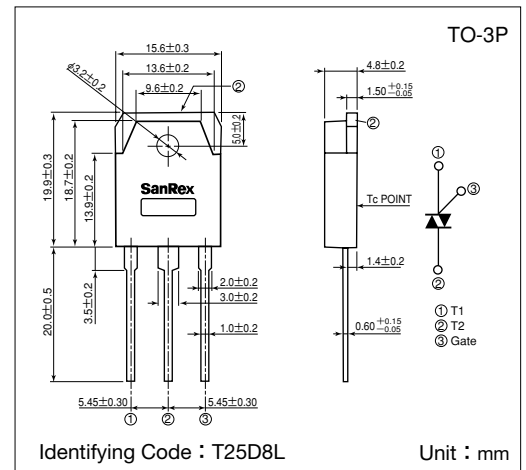 TO-3P
15.6±0.3
4.8±0.2
13.6±0.2
φ3.2±0.2
9.6±0.2
②
1.50 +0.15 −0.05
②
5.0±0.2
19.9±0.3
18.7±0.2
13.9±0.2
SanRex
Tc POINT
①
③
②
20.0±0.5
3.5±0.2
2.0±0.2
3.0±0.2
1.0±0.2
1.4±0.2
0.60 +0.15 −0.05
① T1
② T2
③ Gate
5.45±0.30
5.45±0.30
①
②
③
Identifying Code：T25D8L
Unit：mm